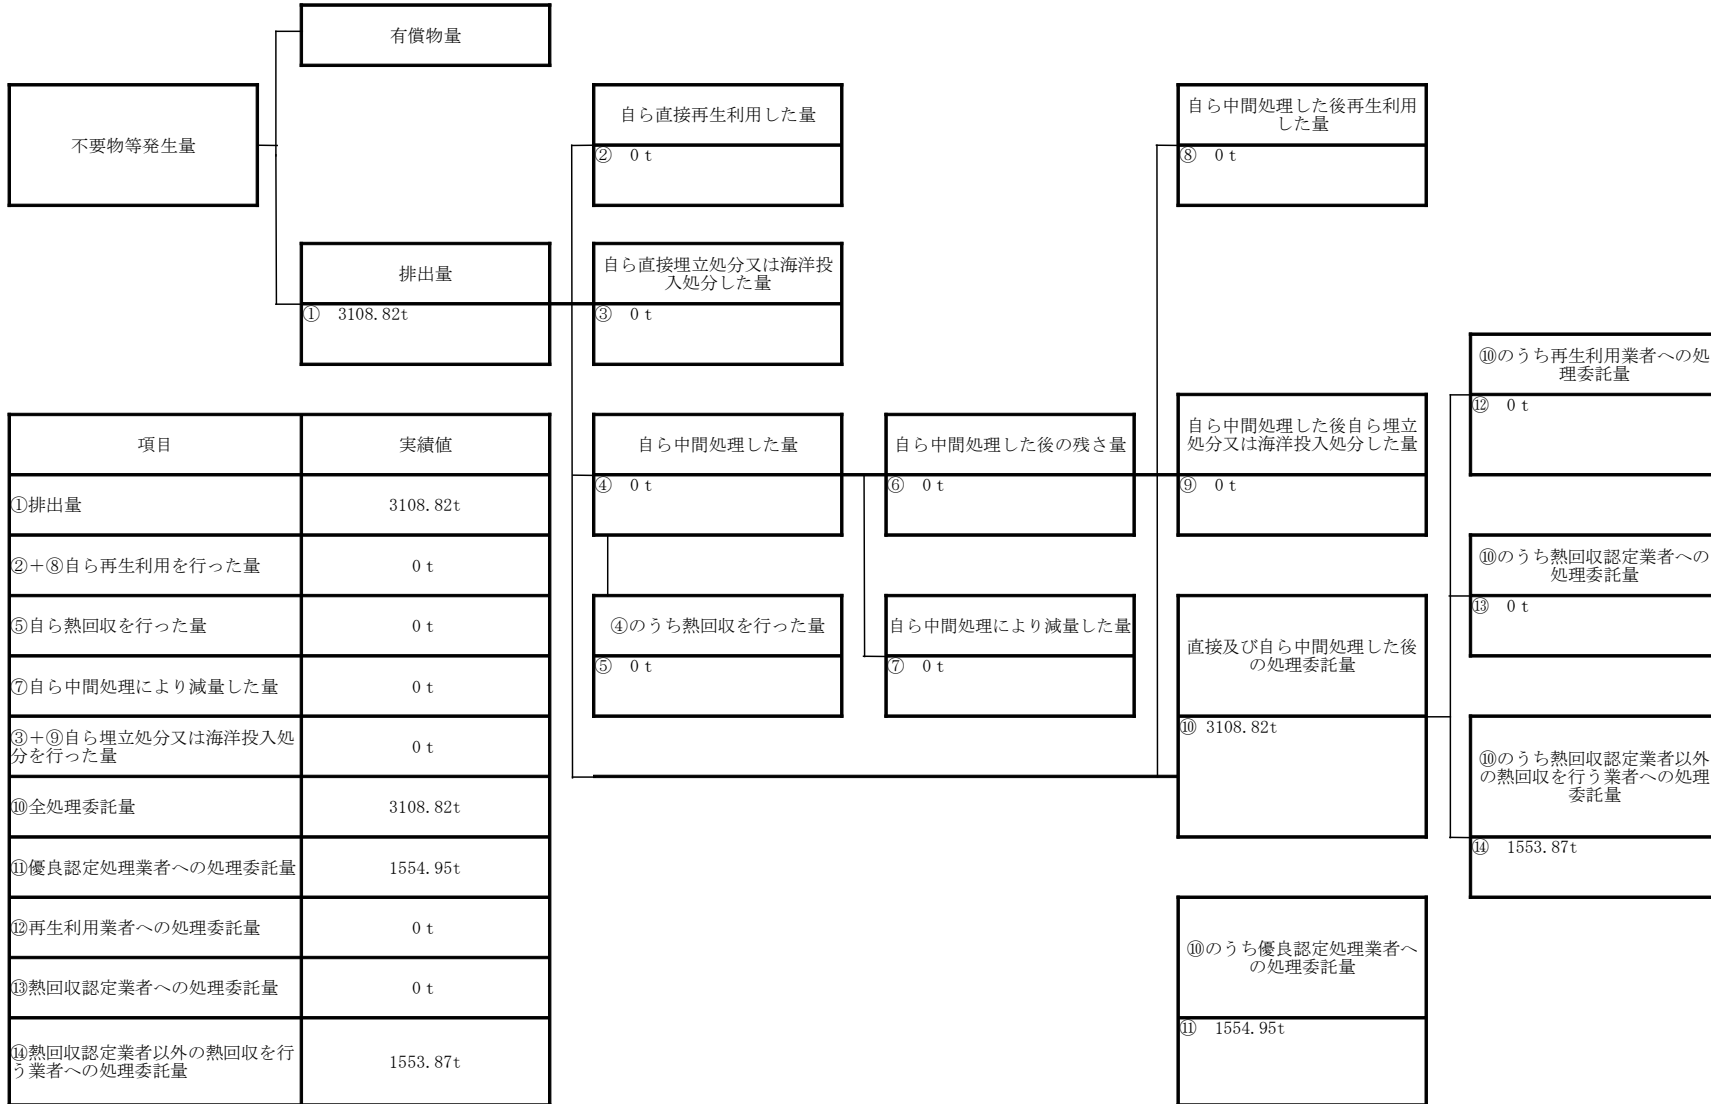 有償物量
不要物等発生量
自ら直接再生利用した量
② 0 t
自ら中間処理した後再生利用
した量
⑧ 0 t
排出量
① 3108.82t
自ら直接埋立処分又は海洋投
入処分した量
③ 0 t
⑩のうち再生利用業者への処
理委託量
⑫ 0 t
自ら中間処理した量
④ 0 t
自ら中間処理した後の残さ量
⑥ 0 t
自ら中間処理した後自ら埋立
処分又は海洋投入処分した量
⑨ 0 t
⑩のうち熱回収認定業者への
処理委託量
⑬ 0 t
④のうち熱回収を行った量
⑤ 0 t
自ら中間処理により減量した量
⑦ 0 t
直接及び自ら中間処理した後
の処理委託量
⑩ 3108.82t
⑩のうち熱回収認定業者以外
の熱回収を行う業者への処理
委託量
⑭ 1553.87t
⑩のうち優良認定処理業者へ
の処理委託量
⑪ 1554.95t
項目 実績値
①排出量 3108.82t
②+⑧自ら再生利用を行った量 0 t
⑤自ら熱回収を行った量 0 t
⑦自ら中間処理により減量した量 0 t
③+⑨自ら埋立処分又は海洋投入処
分を行った量 0 t
⑩全処理委託量 3108.82t
⑪優良認定処理業者への処理委託量 1554.95t
⑫再生利用業者への処理委託量 0 t
⑬熱回収認定業者への処理委託量 0 t
⑭熱回収認定業者以外の熱回収を行
う業者への処理委託量 1553.87t